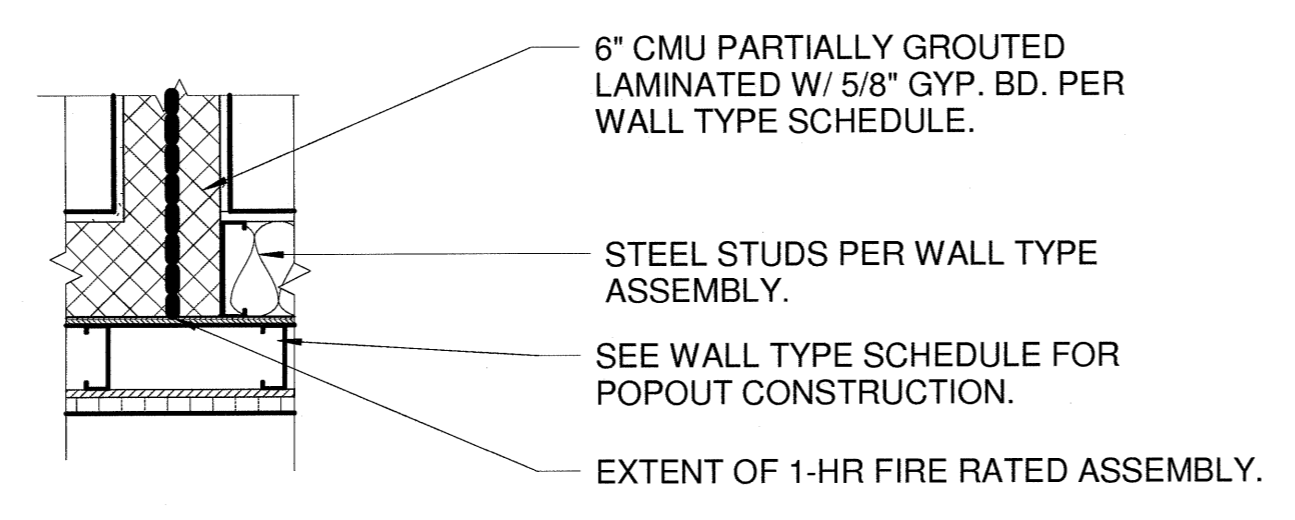 6" CMU PARTIALLY GROUTED
LAMINATED W/ 5/8" GYP. BD. PER
WALL TYPE SCHEDULE.
STEEL STUDS PER WALL TYPE
ASSEMBLY.
SEE WALL TYPE SCHEDULE FOR
POPOUT CONSTRUCTION.
EXTENT OF 1-HR FIRE RATED ASSEMBLY.